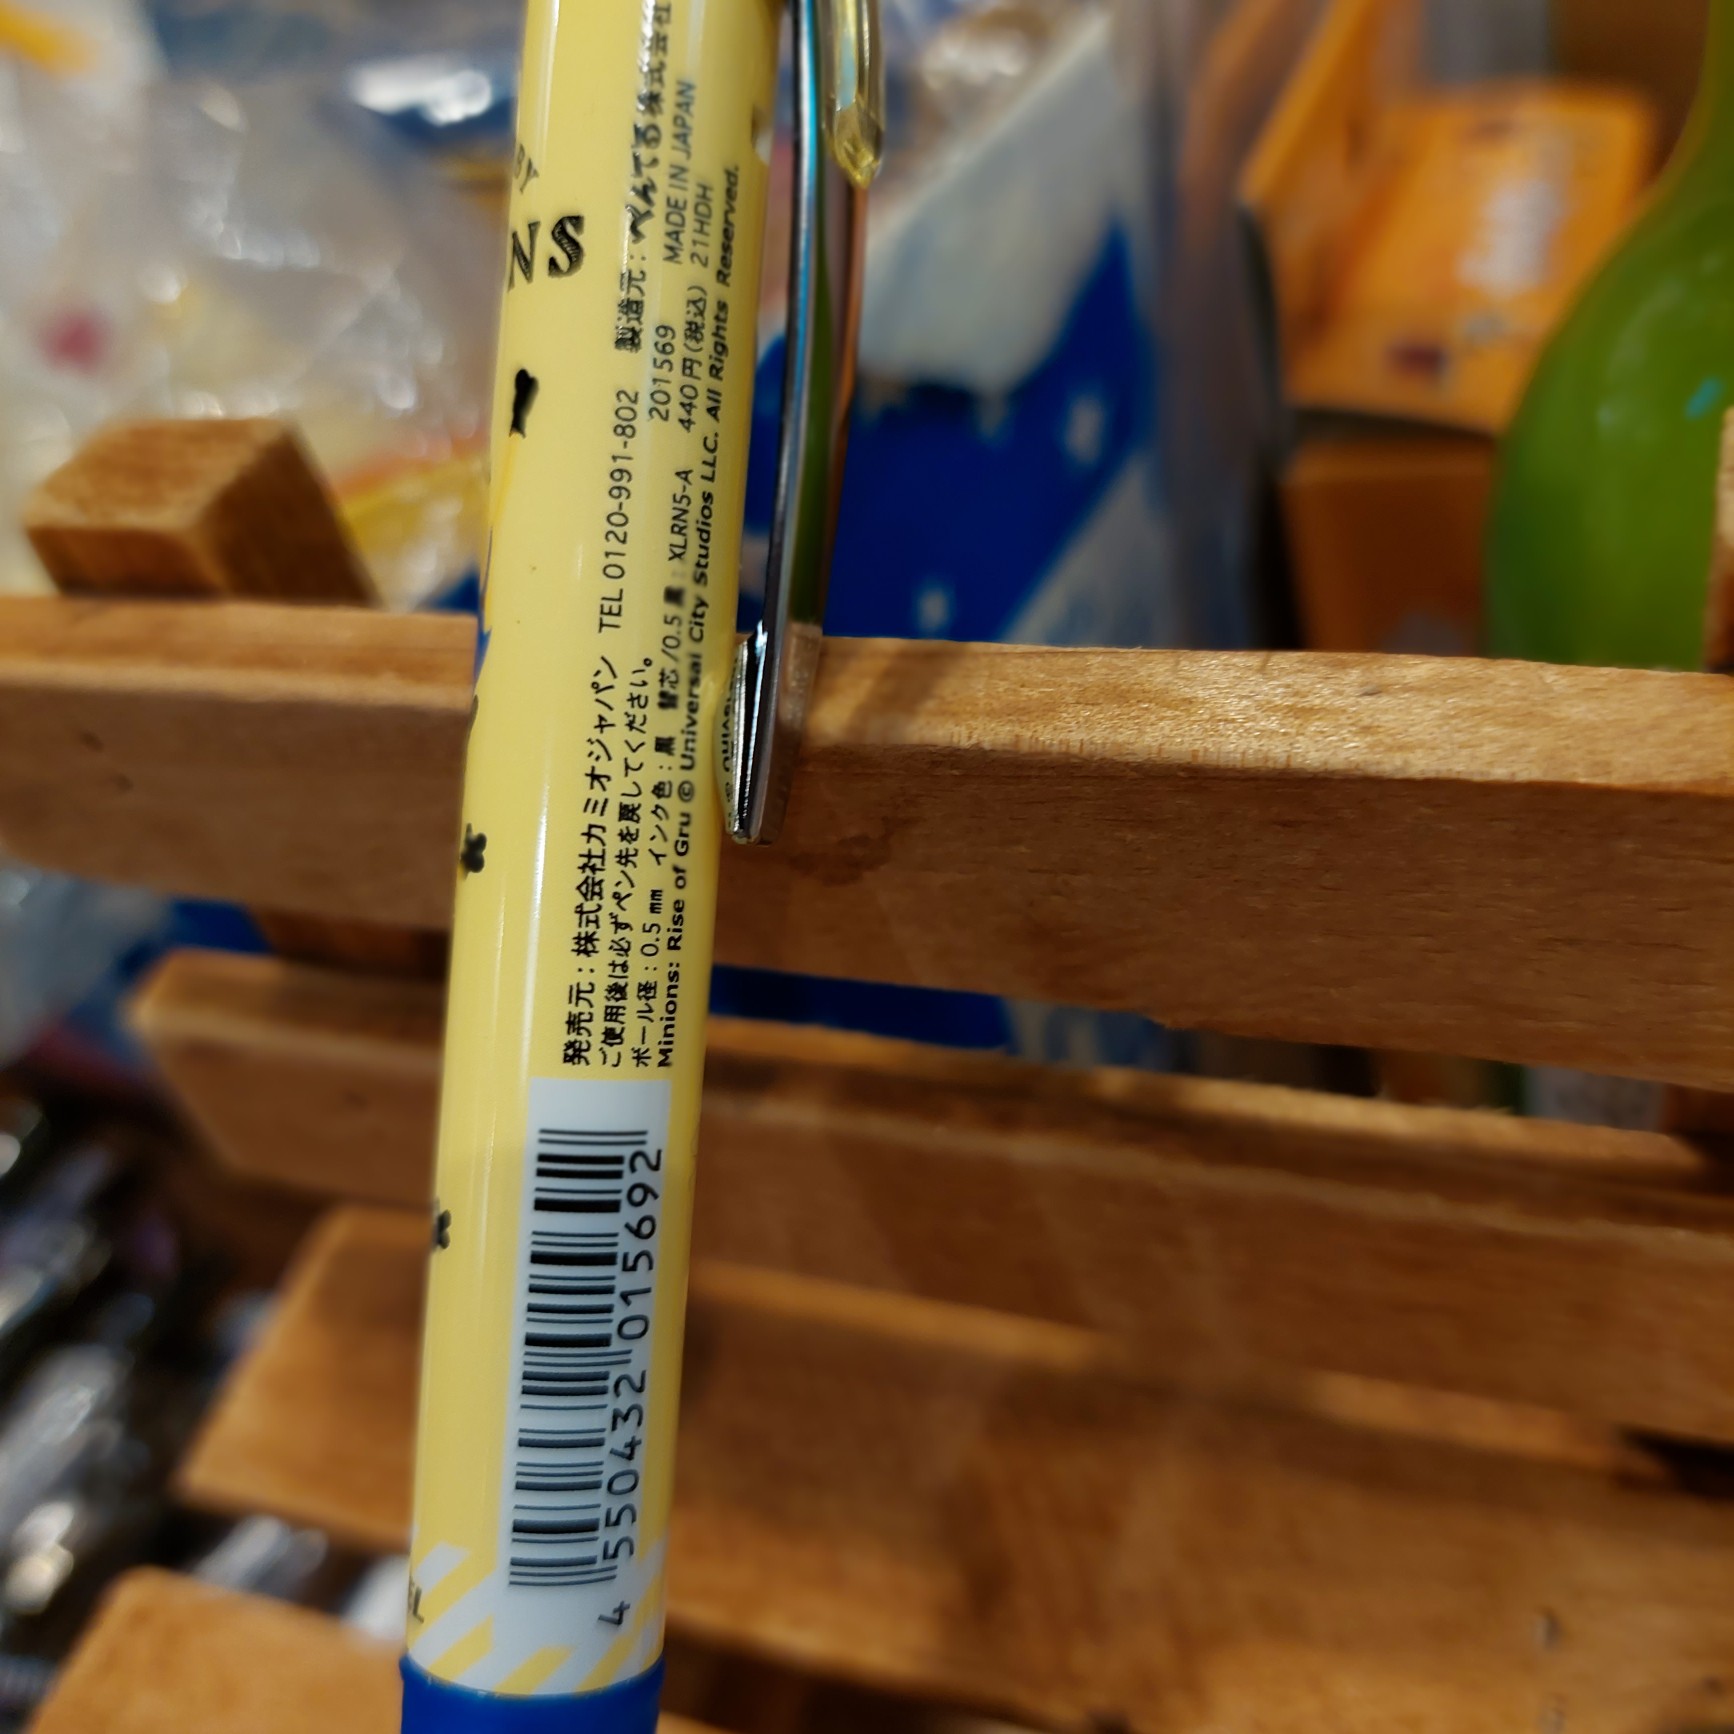 BY
NS
発売元：株式会社カミオジャパン TEL 0120-991-802 製造元：ぺんてる株式会社
ご使用後は必ずペン先を戻してください。 201569 MADE IN JAPAN
ボール径：0.5 mm インク色：黒 替芯/0.5 黒：XLRN5-A 440円(税込) 21HDH
Minions: Rise of Gru © Universal City Studios LLC. All Rights Reserved.
4 550432 015692